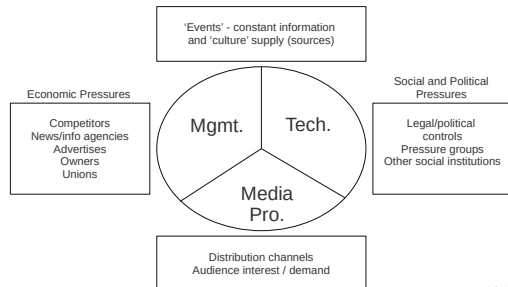 ‘Events’ - constant information
and ‘culture’ supply (sources)
Economic Pressures
Competitors
News/info agencies
Advertises
Owners
Unions
Mgmt.
Tech.
Media
Pro.
Social and Political
Pressures
Legal/political
controls
Pressure groups
Other social institutions
Distribution channels
Audience interest / demand